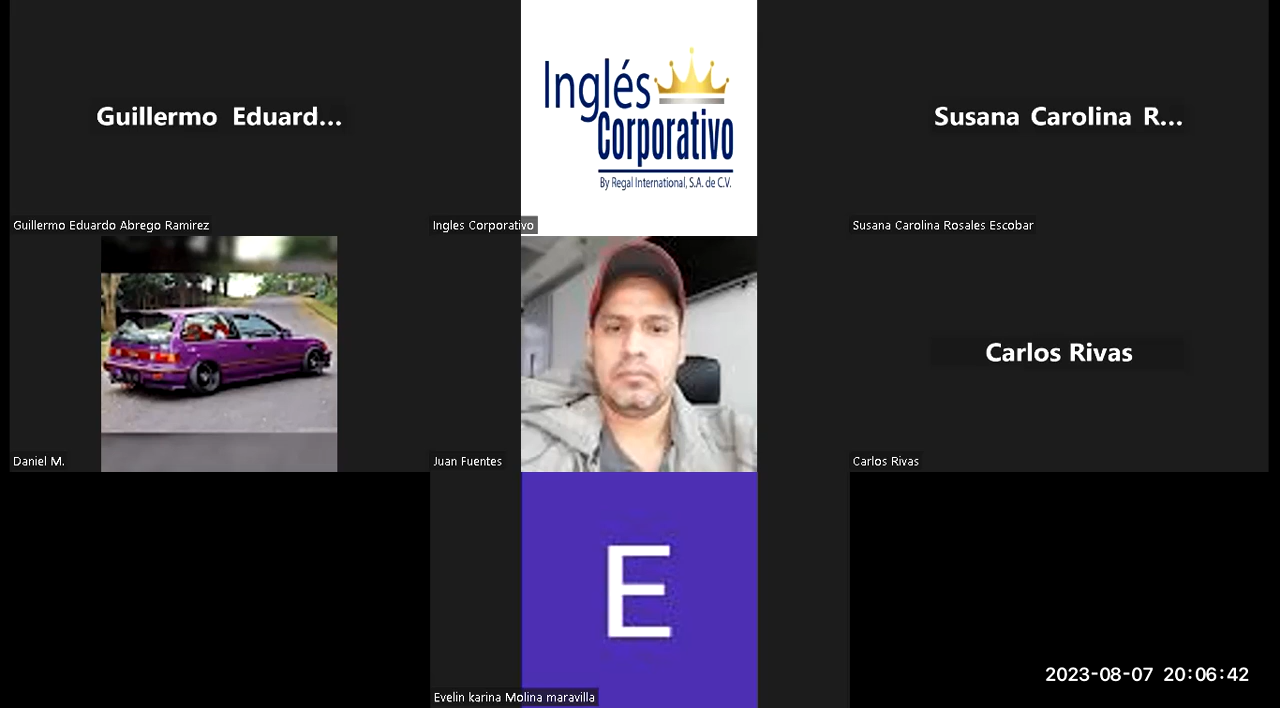 Guillermo Eduard...
Guillermo Eduardo Abrego Ramirez
Inglés
Corporativo
By Regal International, S.A. de C.V.
Ingles Corporativo
Susana Carolina R...
Susana Carolina Rosales Escobar
Daniel M.
Juan Fuentes
Carlos Rivas
Carlos Rivas
E
Evelin karina Molina maravilla
2023-08-07 20:06:42